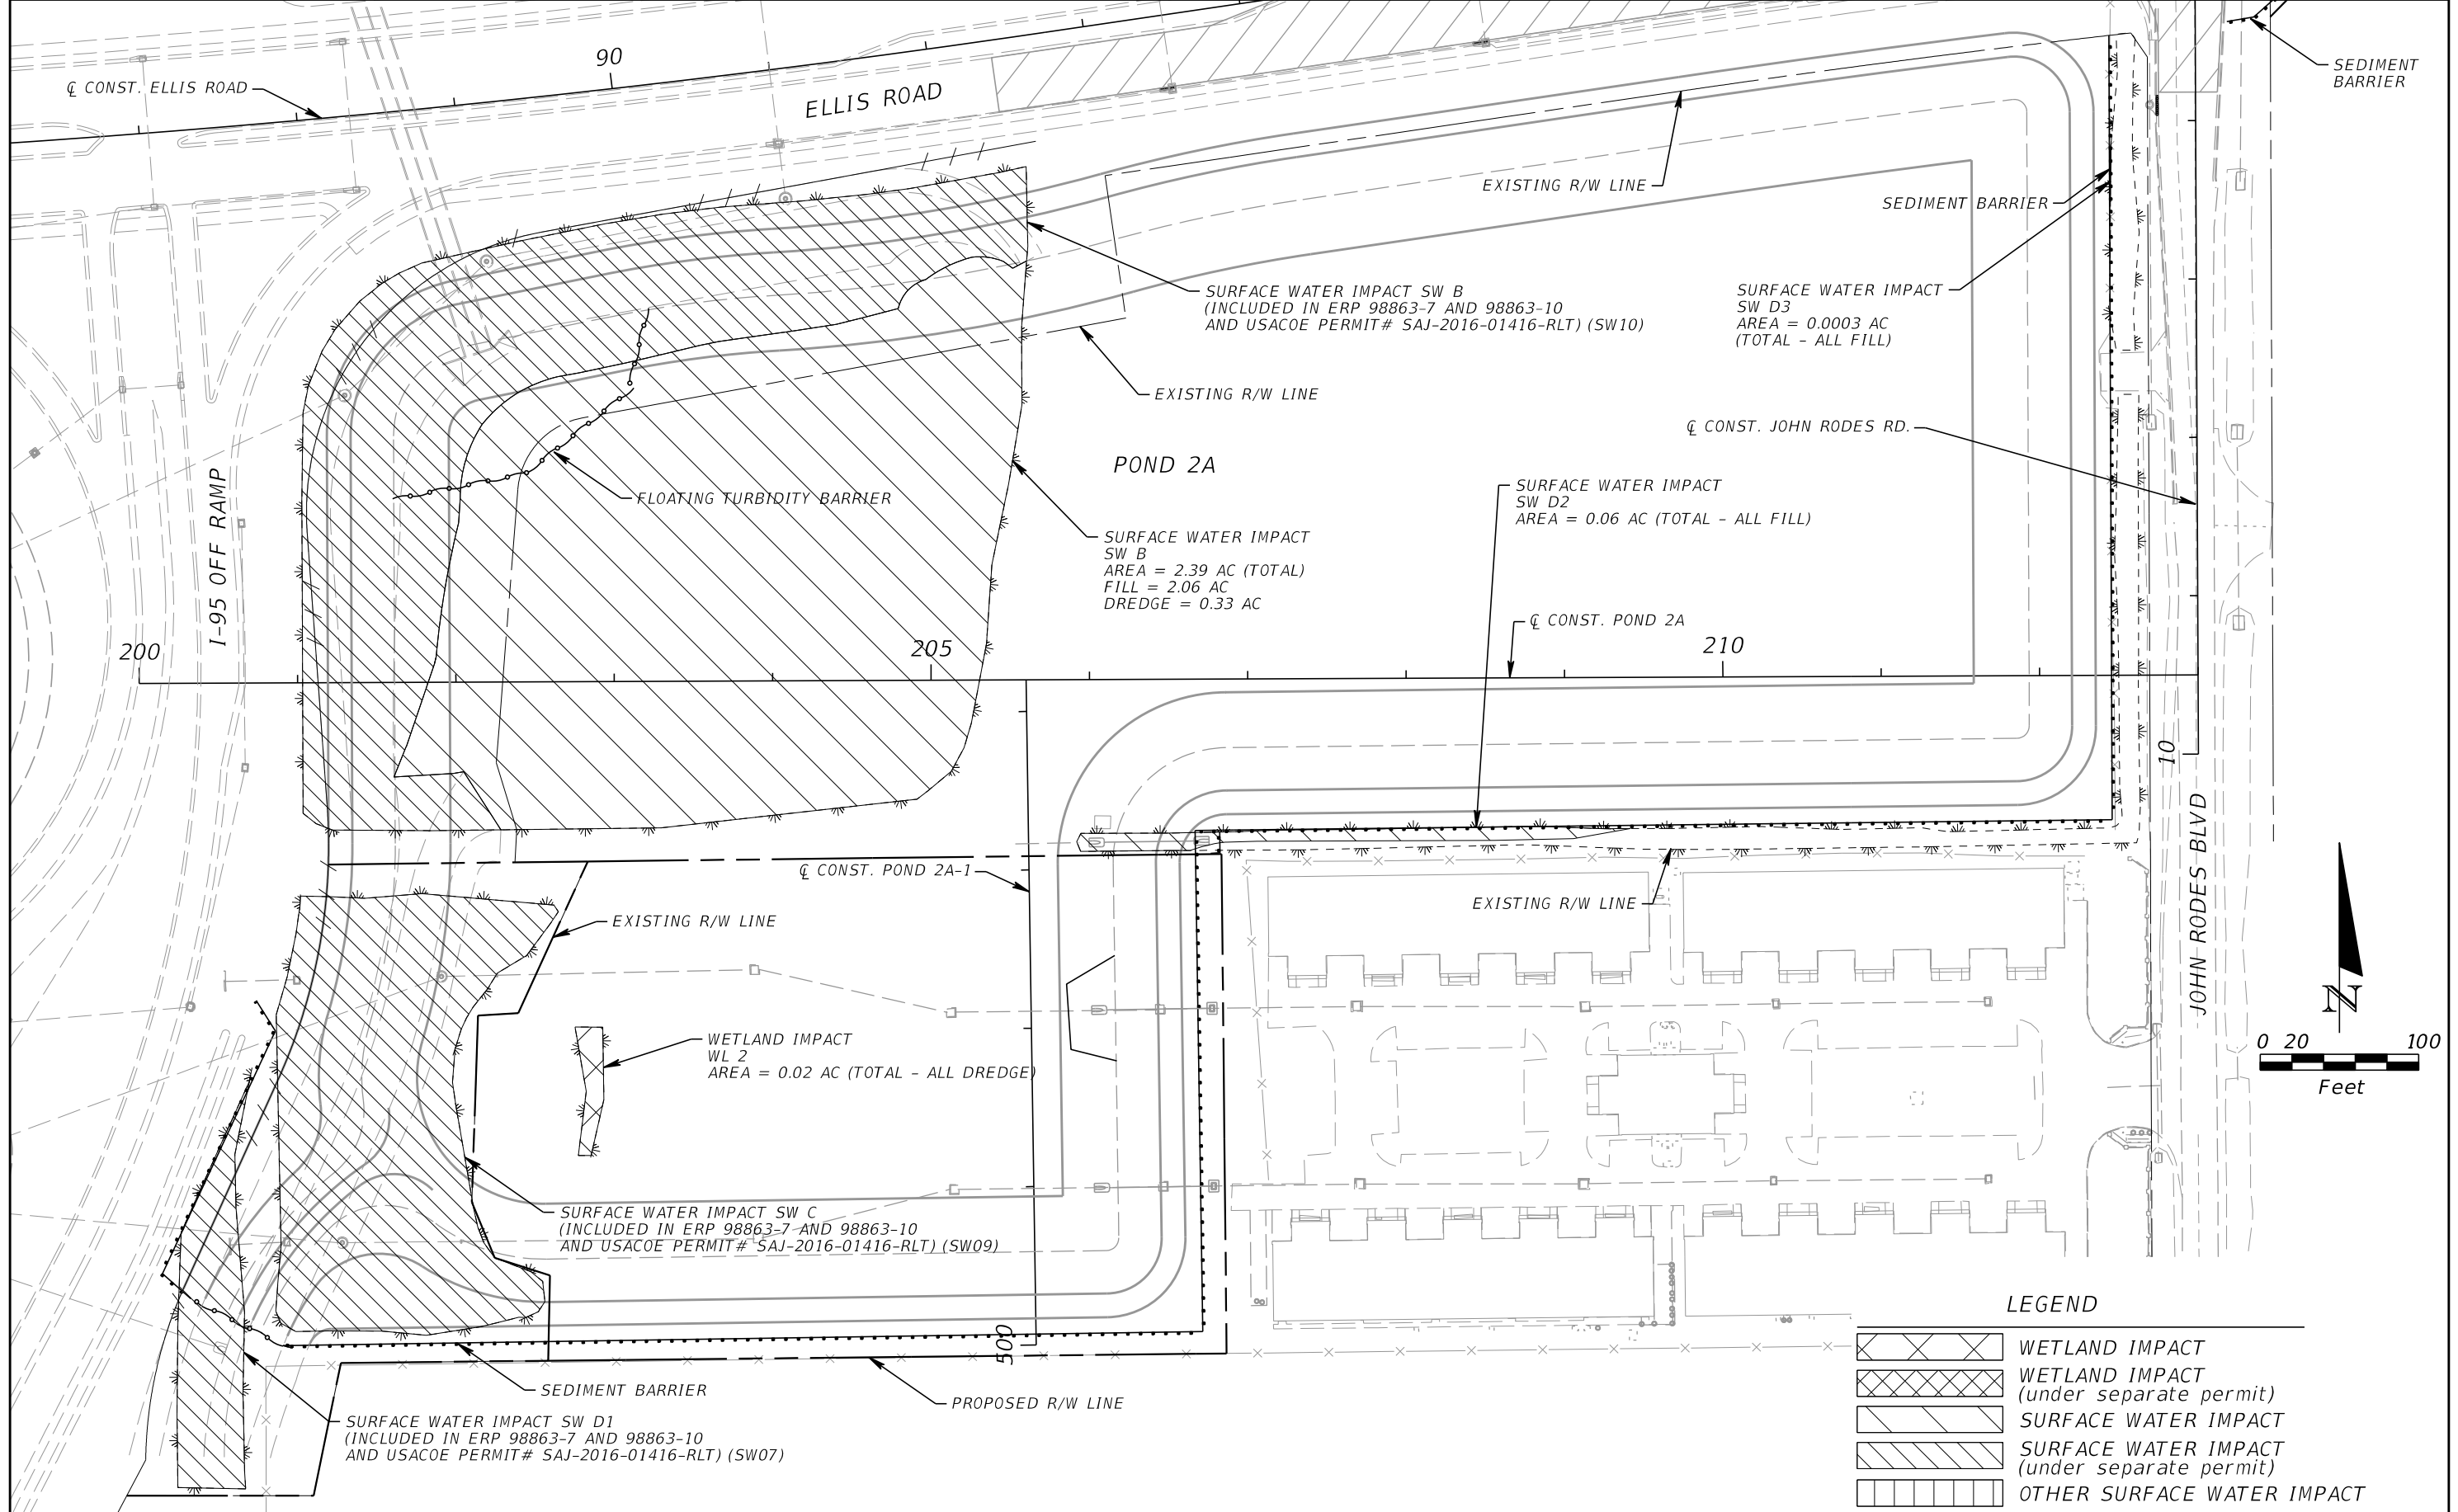 90
℄ CONST. ELLIS ROAD
ELLIS ROAD
SEDIMENT
BARRIER
EXISTING R/W LINE
SEDIMENT BARRIER
SURFACE WATER IMPACT SW B
(INCLUDED IN ERP 98863-7 AND 98863-10
AND USACOE PERMIT# SAJ-2016-01416-RLT) (SW10)
SURFACE WATER IMPACT
SW D3
AREA = 0.0003 AC
(TOTAL - ALL FILL)
EXISTING R/W LINE
℄ CONST. JOHN RODES RD.
POND 2A
FLOATING TURBIDITY BARRIER
SURFACE WATER IMPACT
SW D2
AREA = 0.06 AC (TOTAL - ALL FILL)
I-95 OFF RAMP
SURFACE WATER IMPACT
SW B
AREA = 2.39 AC (TOTAL)
FILL = 2.06 AC
DREDGE = 0.33 AC
℄ CONST. POND 2A
200
205
210
10
JOHN RODES BLVD
℄ CONST. POND 2A-1
EXISTING R/W LINE
EXISTING R/W LINE
WETLAND IMPACT
WL 2
AREA = 0.02 AC (TOTAL - ALL DREDGE)
N
0 20 100
Feet
SURFACE WATER IMPACT SW C
(INCLUDED IN ERP 98863-7 AND 98863-10
AND USACOE PERMIT# SAJ-2016-01416-RLT) (SW09)
500
SEDIMENT BARRIER
PROPOSED R/W LINE
SURFACE WATER IMPACT SW D1
(INCLUDED IN ERP 98863-7 AND 98863-10
AND USACOE PERMIT# SAJ-2016-01416-RLT) (SW07)
LEGEND
WETLAND IMPACT
WETLAND IMPACT
(under separate permit)
SURFACE WATER IMPACT
SURFACE WATER IMPACT
(under separate permit)
OTHER SURFACE WATER IMPACT